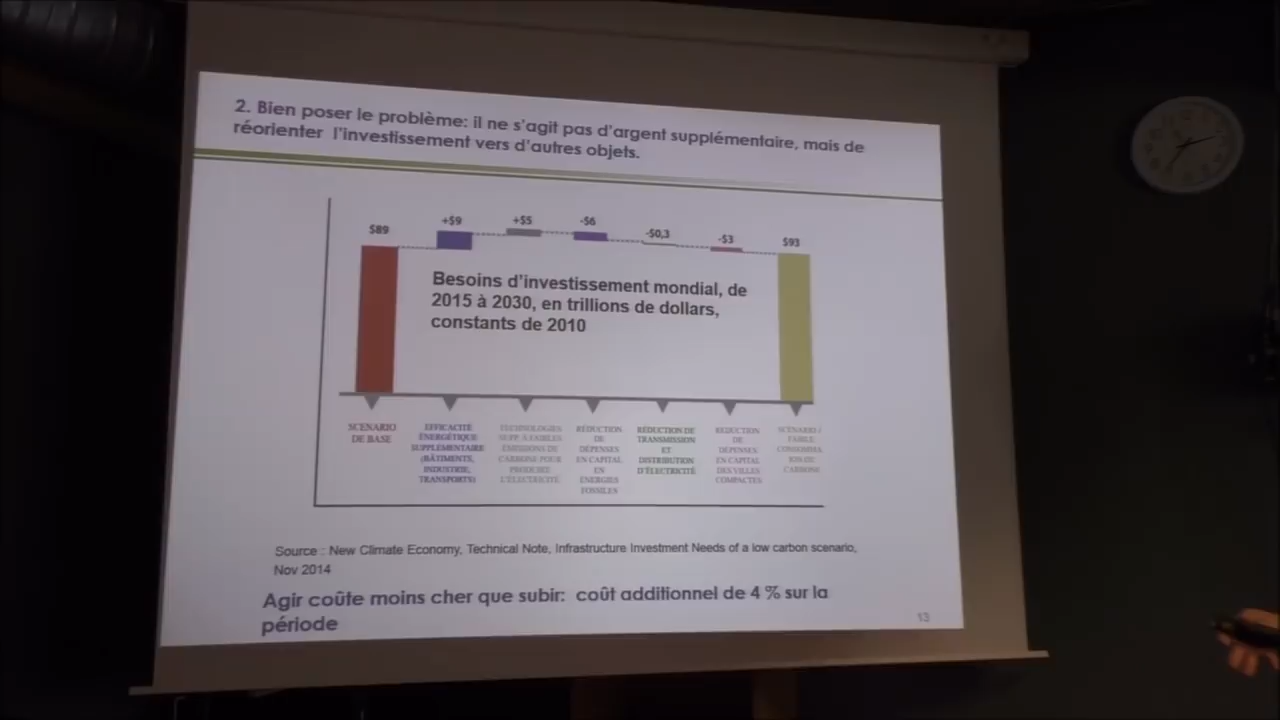 2. Bien poser le problème: il ne s'agit pas d'argent supplémentaire, mais de
réorienter l'investissement vers d'autres objets.
$89
+$9
+$5
-$6
-$0,3
-$3
$93
Besoins d'investissement mondial, de
2015 à 2030, en trillions de dollars,
constants de 2010
SCENARIO
DE BASE
EFFICACITÉ
ÉNERGÉTIQUE
SUPPLÉMENTAIRE
(BÂTIMENTS,
INDUSTRIE,
TRANSPORTS)
TECHNOLOGIES
SUPP. À FAIBLES
ÉMISSIONS DE
CARBONE POUR
PRODUIRE
L'ÉLECTRICITÉ
RÉDUCTION
DE
DÉPENSES
EN CAPITAL
EN
ÉNERGIES
FOSSILES
RÉDUCTION DE
TRANSMISSION
ET
DISTRIBUTION
D'ÉLECTRICITÉ
RÉDUCTION
DE
DÉPENSES
EN CAPITAL
DES VILLES
COMPACTES
SCENARIO
FAIBLE
CONSOMMA
DE
CARBONE
Source : New Climate Economy, Technical Note, Infrastructure Investment Needs of a low carbon scenario,
Nov 2014
Agir coûte moins cher que subir: coût additionnel de 4 % sur la
période
13